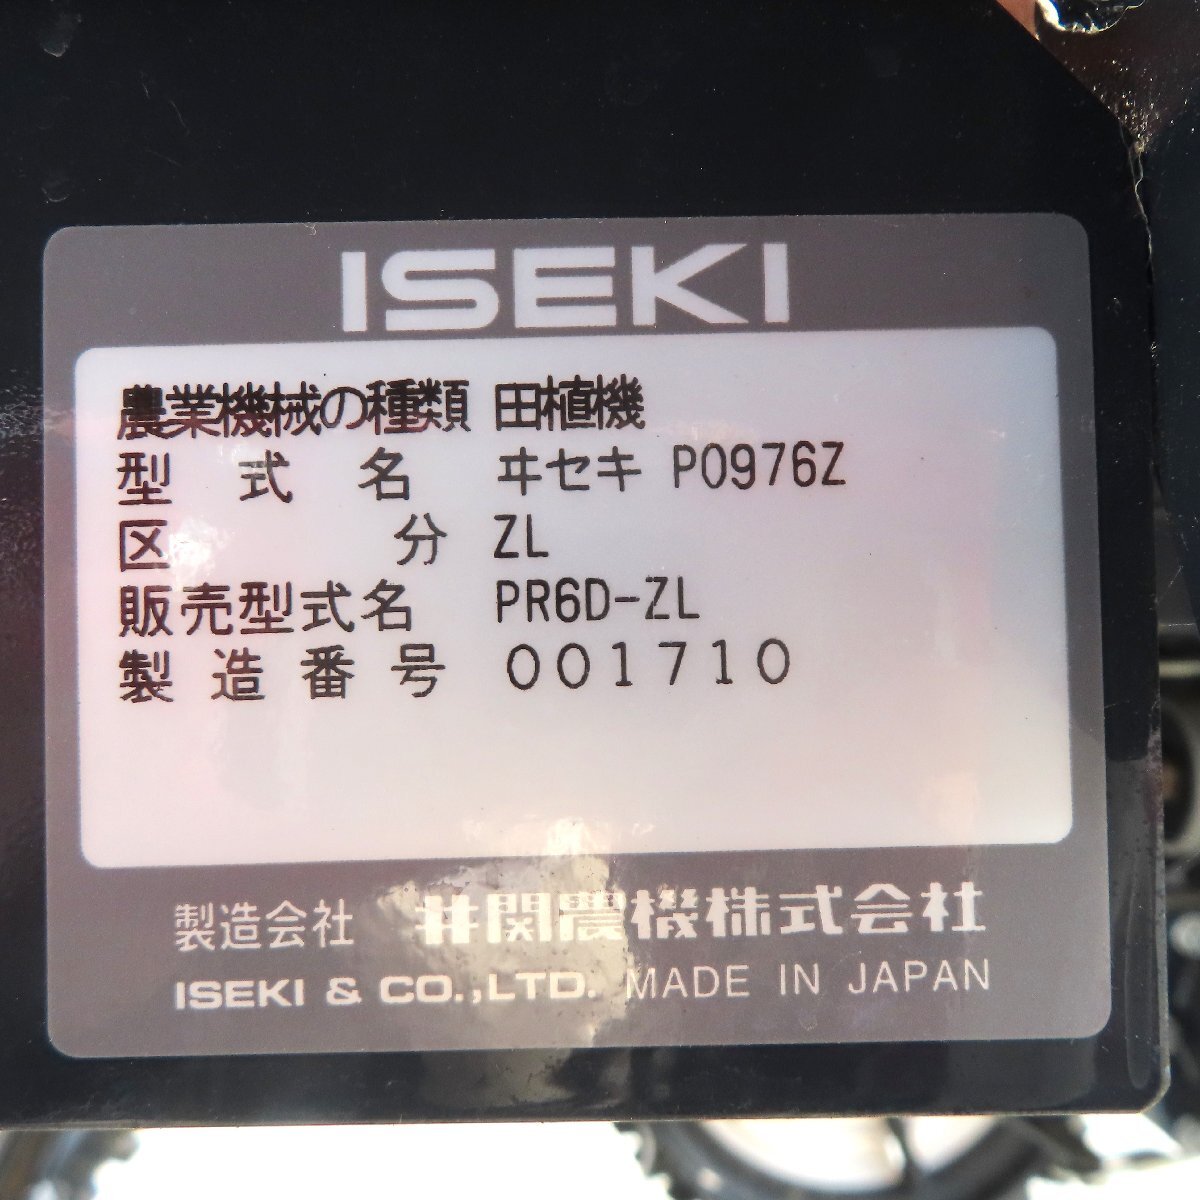 ISEKI
農業機械の種類 田植機
型式名 ヰセキ P0976Z
区分 ZL
販売型式名 PR6D-ZL
製造番号 001710
製造会社 井関農機株式会社
ISEKI & CO.,LTD. MADE IN JAPAN